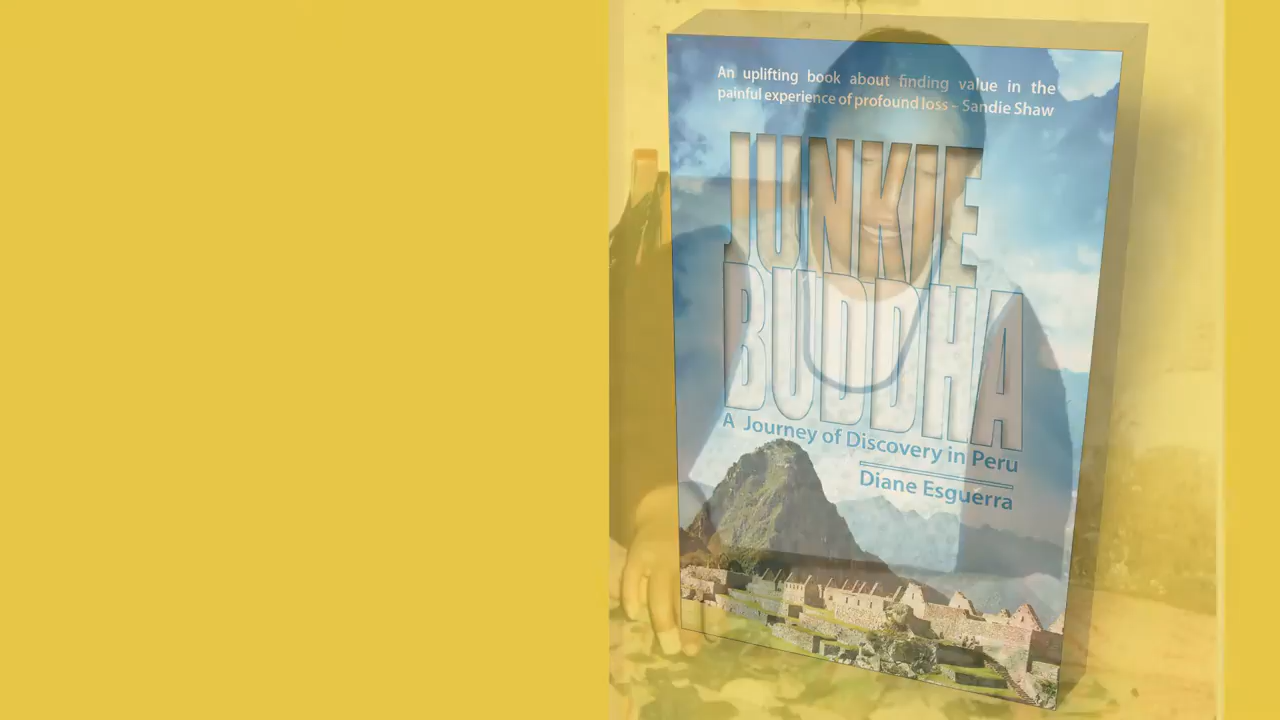 An uplifting book about finding value in the
painful experience of profound loss – Sandie Shaw
JUNKIE
BUDDHA
A Journey of Discovery in Peru
Diane Esguerra